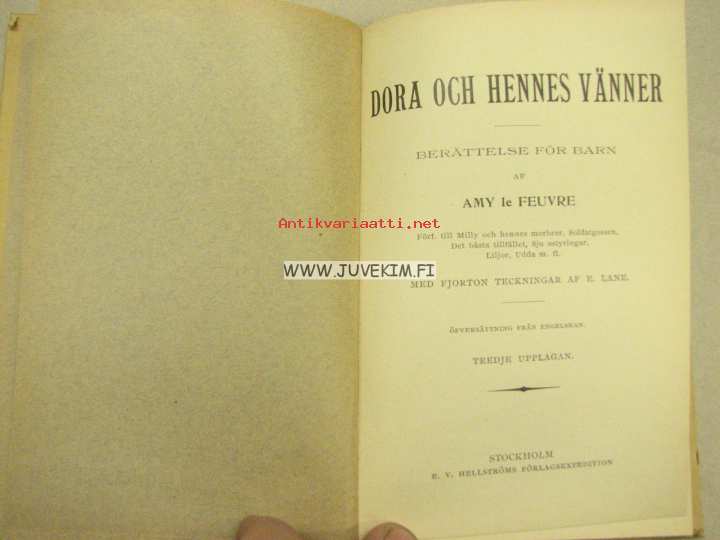 DORA OCH HENNES VÄNNER
BERÄTTELSE FÖR BARN
AF
AMY le FEUVRE
Antikvariaatti.net
Förf. till Milly och hennes morbror, Soldatgossen,
Det bästa tillfället, Sju ostyringar,
Liljor, Udda m. fl.
WWW.JUVEKIM.FI
MED FJORTON TECKNINGAR AF E. LANE.
ÖFVERSÄTTNING FRÅN ENGELSKAN.
TREDJE UPPLAGAN.
STOCKHOLM
E. V. HELLSTRÖMS FÖRLAGSEXPEDITION